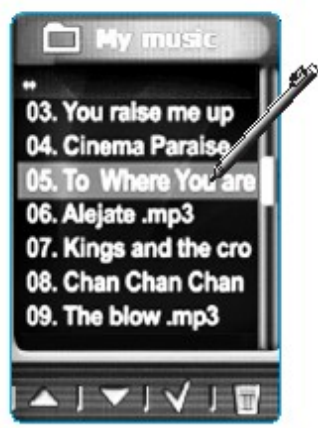 My music
03. You raise me up
04. Cinema Paraise
05. To Where You are
06. Alejate .mp3
07. Kings and the cro
08. Chan Chan Chan
09. The blow .mp3